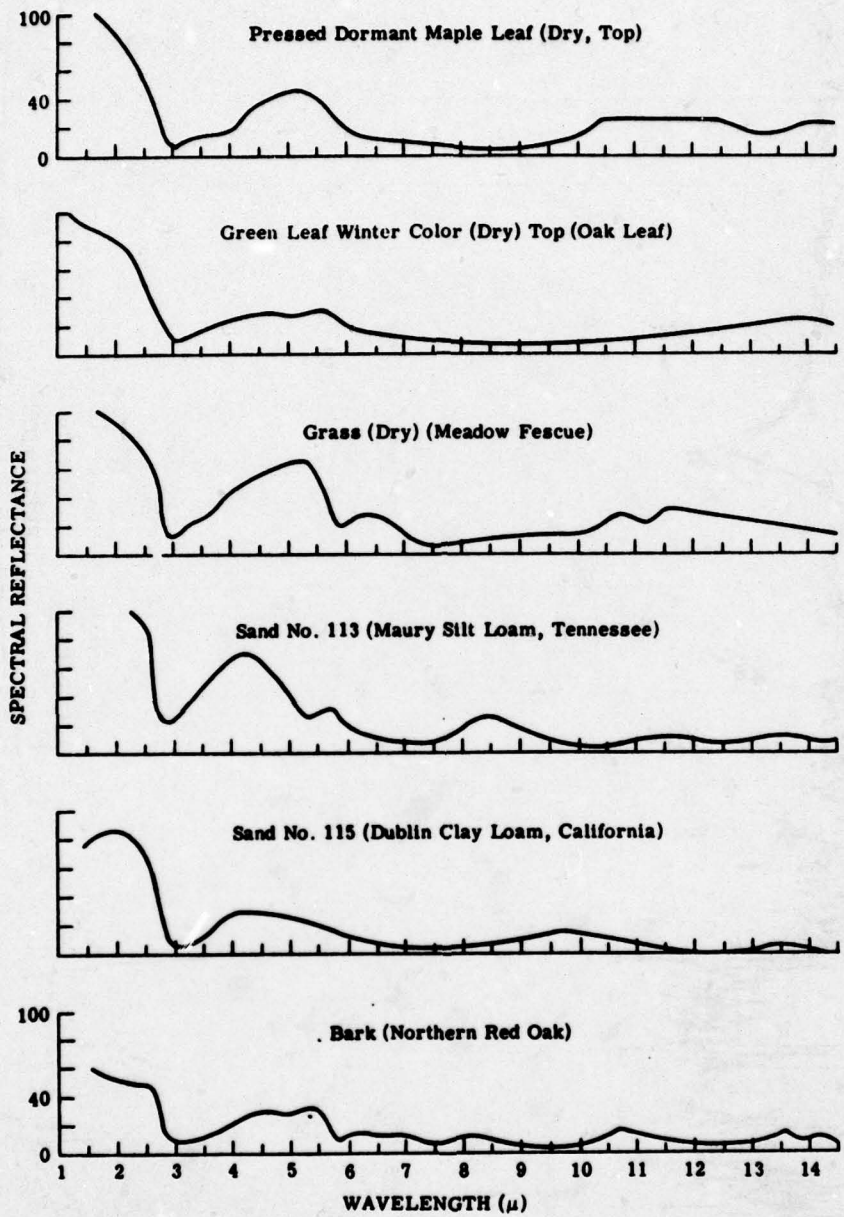 100
Pressed Dormant Maple Leaf (Dry, Top)
40
0
Green Leaf Winter Color (Dry) Top (Oak Leaf)
Grass (Dry) (Meadow Fescue)
SPECTRAL REFLECTANCE
Sand No. 113 (Maury Silt Loam, Tennessee)
Sand No. 115 (Dublin Clay Loam, California)
100
Bark (Northern Red Oak)
40
0
1 2 3 4 5 6 7 8 9 10 11 12 13 14
WAVELENGTH (μ)